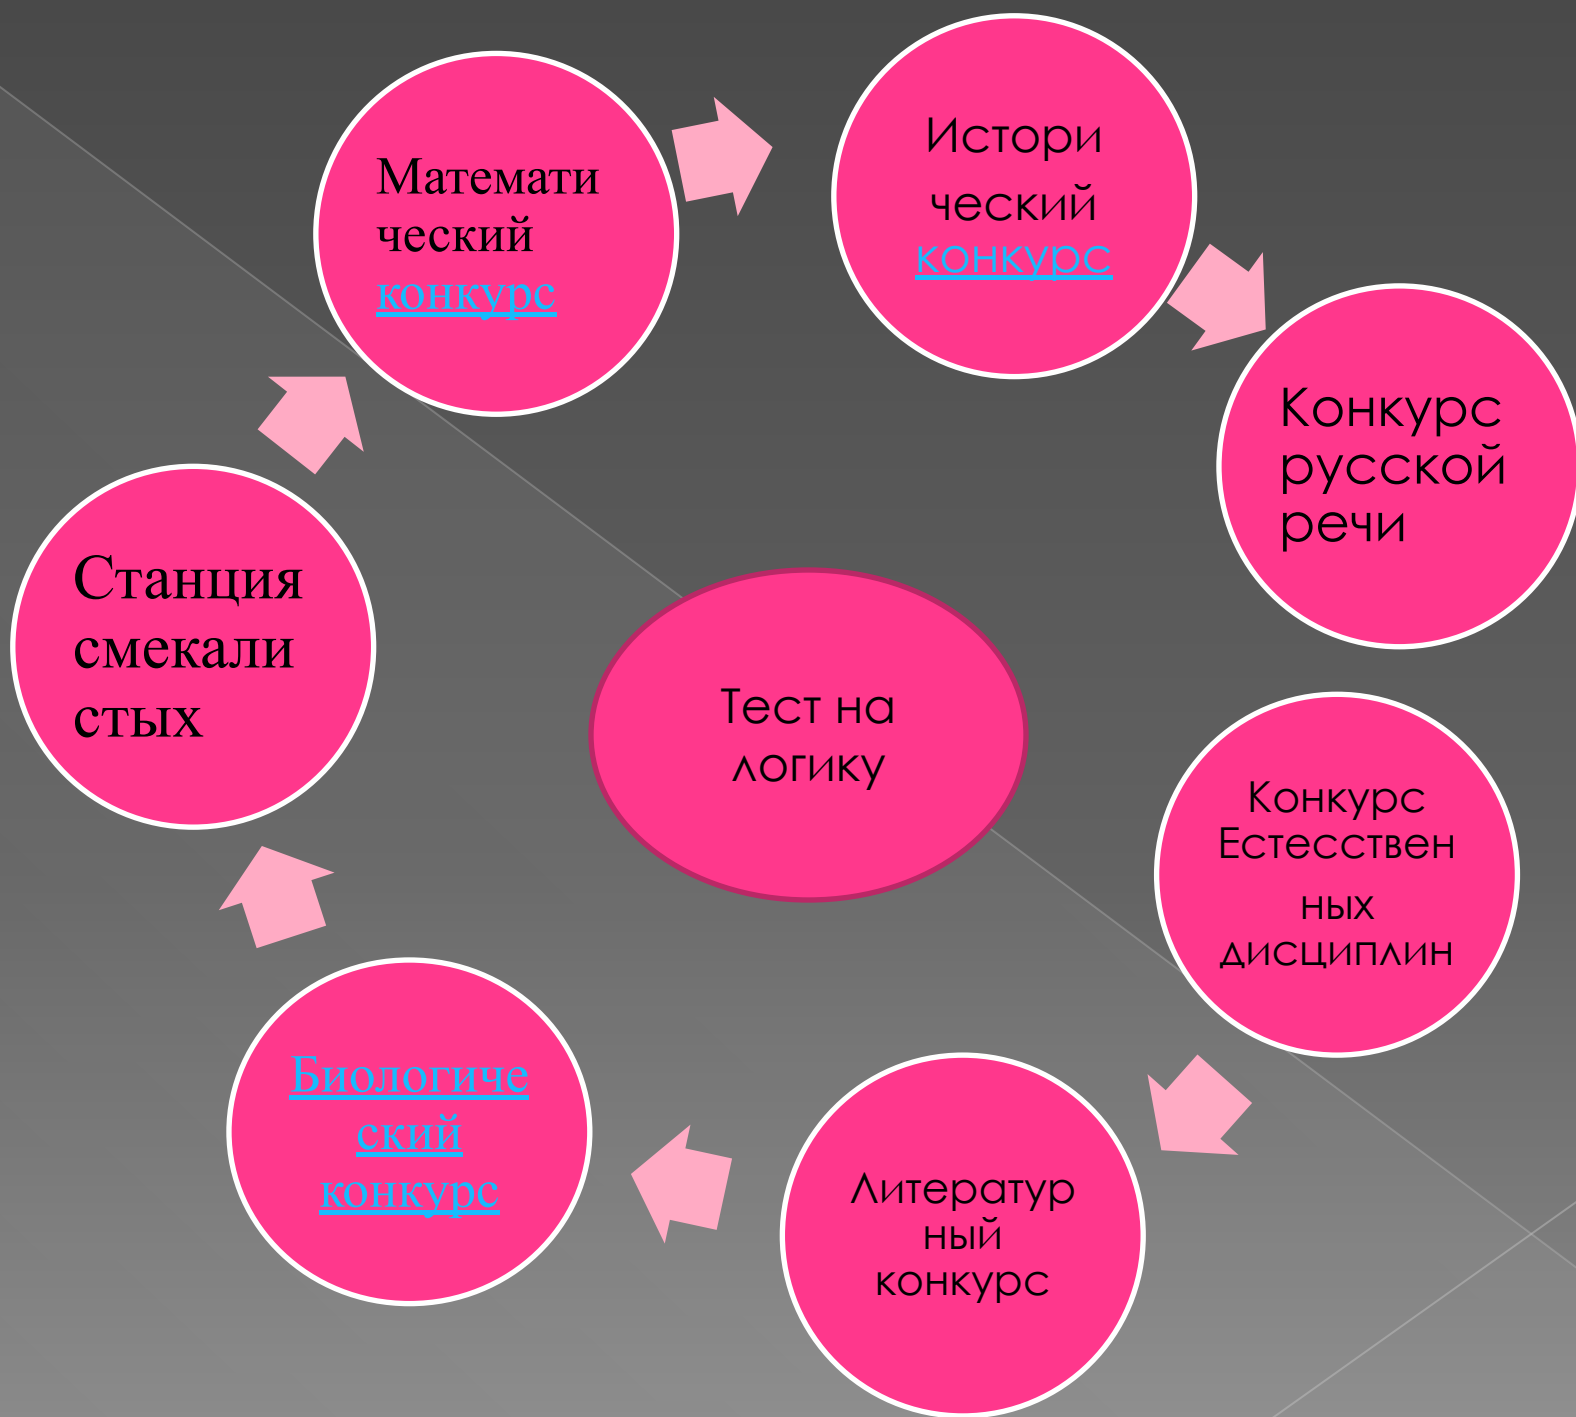 Математи
ческий
конкурс
Истори
ческий
конкурс
Конкурс
русской
речи
Конкурс
Естесствен
ных
дисциплин
Литератур
ный
конкурс
Биологиче
ский
конкурс
Станция
смекали
стых
Тест на
логику